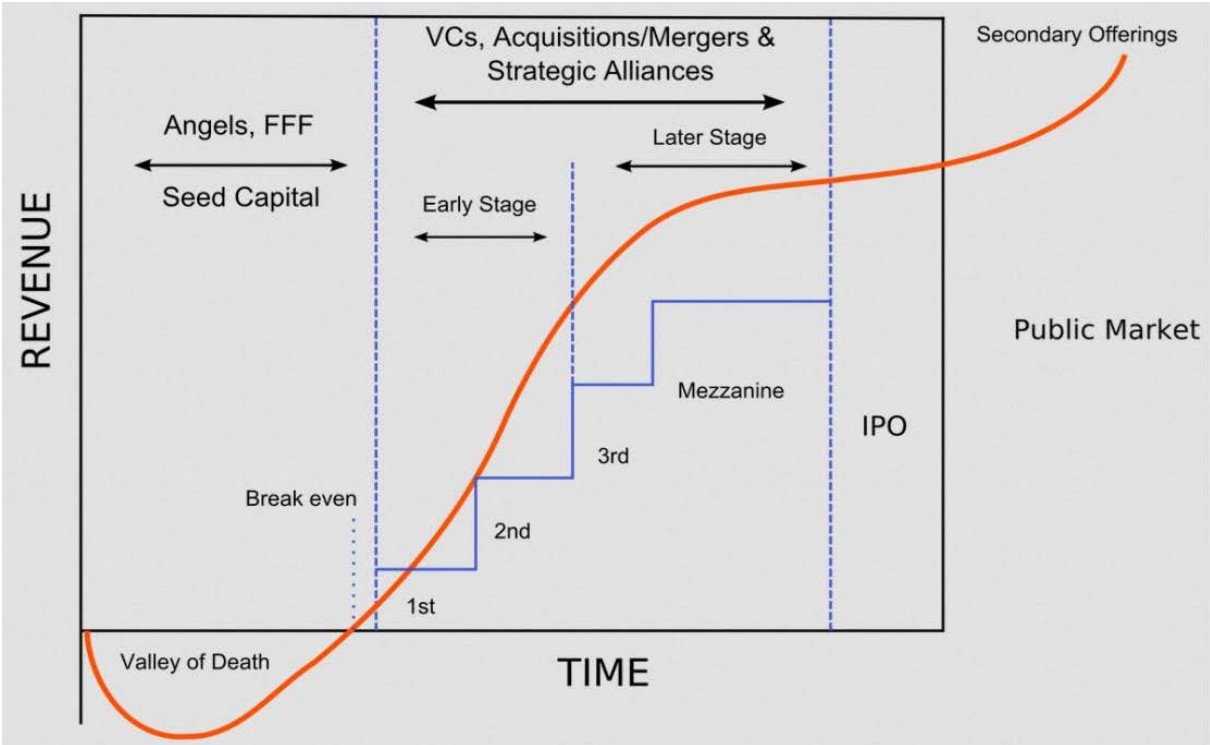 VCs, Acquisitions/Mergers &
Strategic Alliances
Secondary Offerings
Angels, FFF
Seed Capital
Later Stage
Early Stage
REVENUE
Public Market
Mezzanine
IPO
3rd
Break even
2nd
1st
Valley of Death
TIME